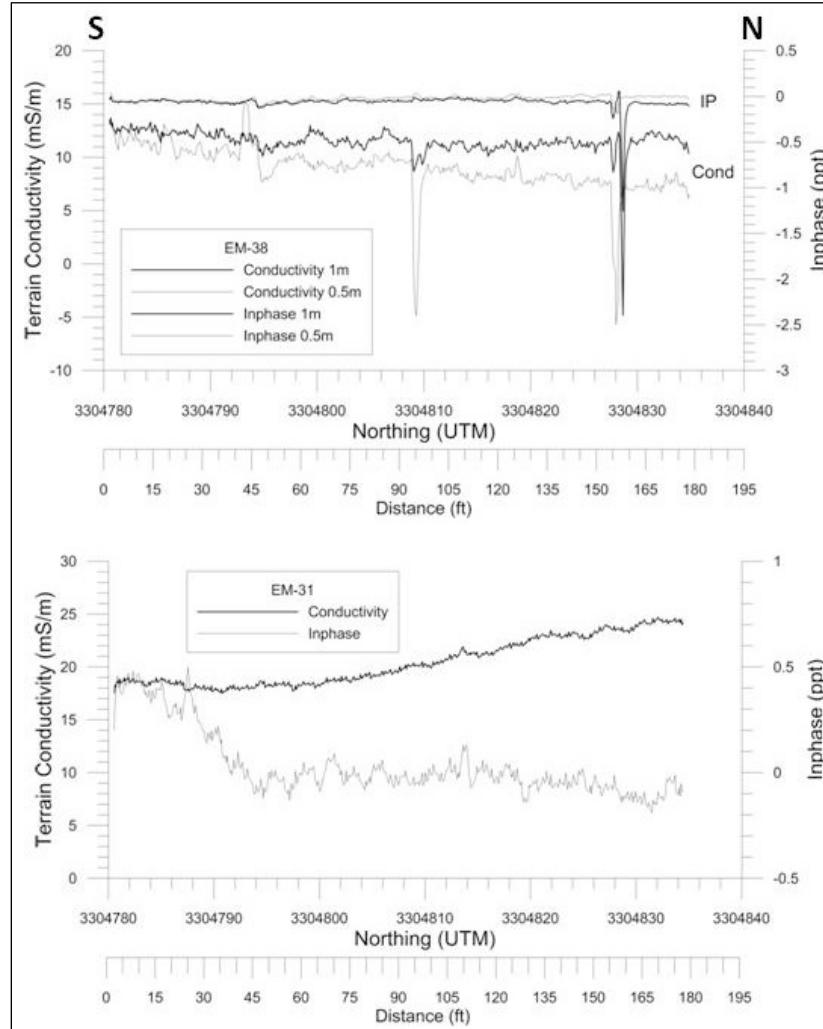 S
N
20
15
10
5
0
-5
-10
Terrain Conductivity (mS/m)
0.5
0
-0.5
-1
-1.5
-2
-2.5
-3
Inphase (ppt)
IP
Cond
EM-38
Conductivity 1m
Conductivity 0.5m
Inphase 1m
Inphase 0.5m
3304780 3304790 3304800 3304810 3304820 3304830 3304840
Northing (UTM)
0 15 30 45 60 75 90 105 120 135 150 165 180 195
Distance (ft)
30
25
20
15
10
5
0
Terrain Conductivity (mS/m)
1
0.5
0
-0.5
Inphase (ppt)
EM-31
Conductivity
Inphase
3304780 3304790 3304800 3304810 3304820 3304830 3304840
Northing (UTM)
0 15 30 45 60 75 90 105 120 135 150 165 180 195
Distance (ft)